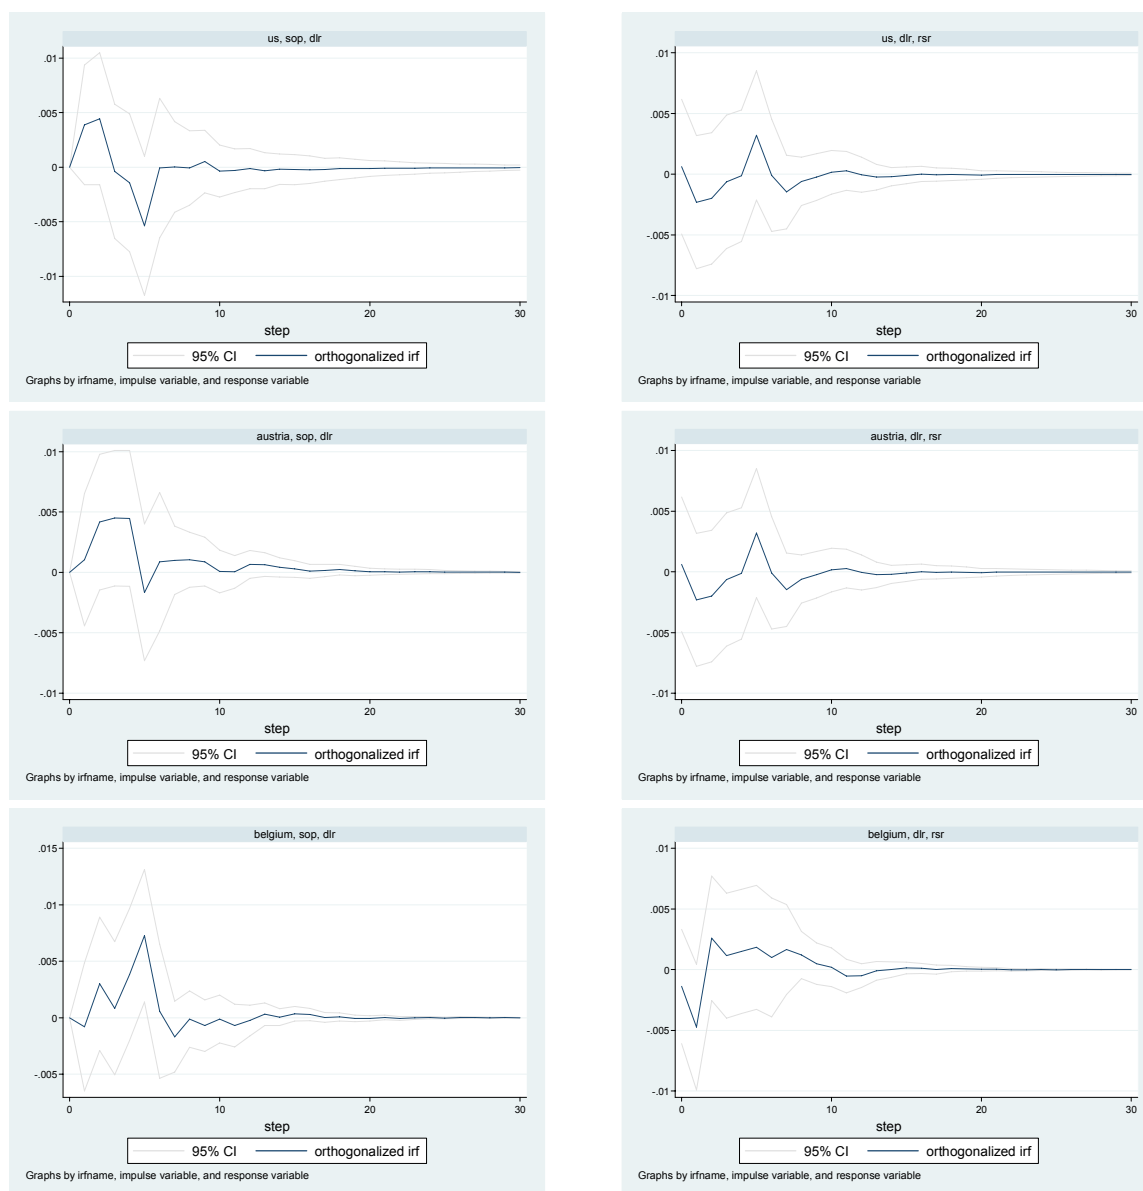 us, sop, dlr
.01
.005
0
-.005
-.01
0 10 20 30
step
95% CI orthogonalized irf
Graphs by irfname, impulse variable, and response variable
us, dlr, rsr
.01
.005
0
-.005
-.01
0 10 20 30
step
95% CI orthogonalized irf
Graphs by irfname, impulse variable, and response variable
austria, sop, dlr
.01
.005
0
-.005
-.01
0 10 20 30
step
95% CI orthogonalized irf
Graphs by irfname, impulse variable, and response variable
austria, dlr, rsr
.01
.005
0
-.005
-.01
0 10 20 30
step
95% CI orthogonalized irf
Graphs by irfname, impulse variable, and response variable
belgium, sop, dlr
.015
.01
.005
0
-.005
0 10 20 30
step
95% CI orthogonalized irf
Graphs by irfname, impulse variable, and response variable
belgium, dlr, rsr
.01
.005
0
-.005
-.01
0 10 20 30
step
95% CI orthogonalized irf
Graphs by irfname, impulse variable, and response variable